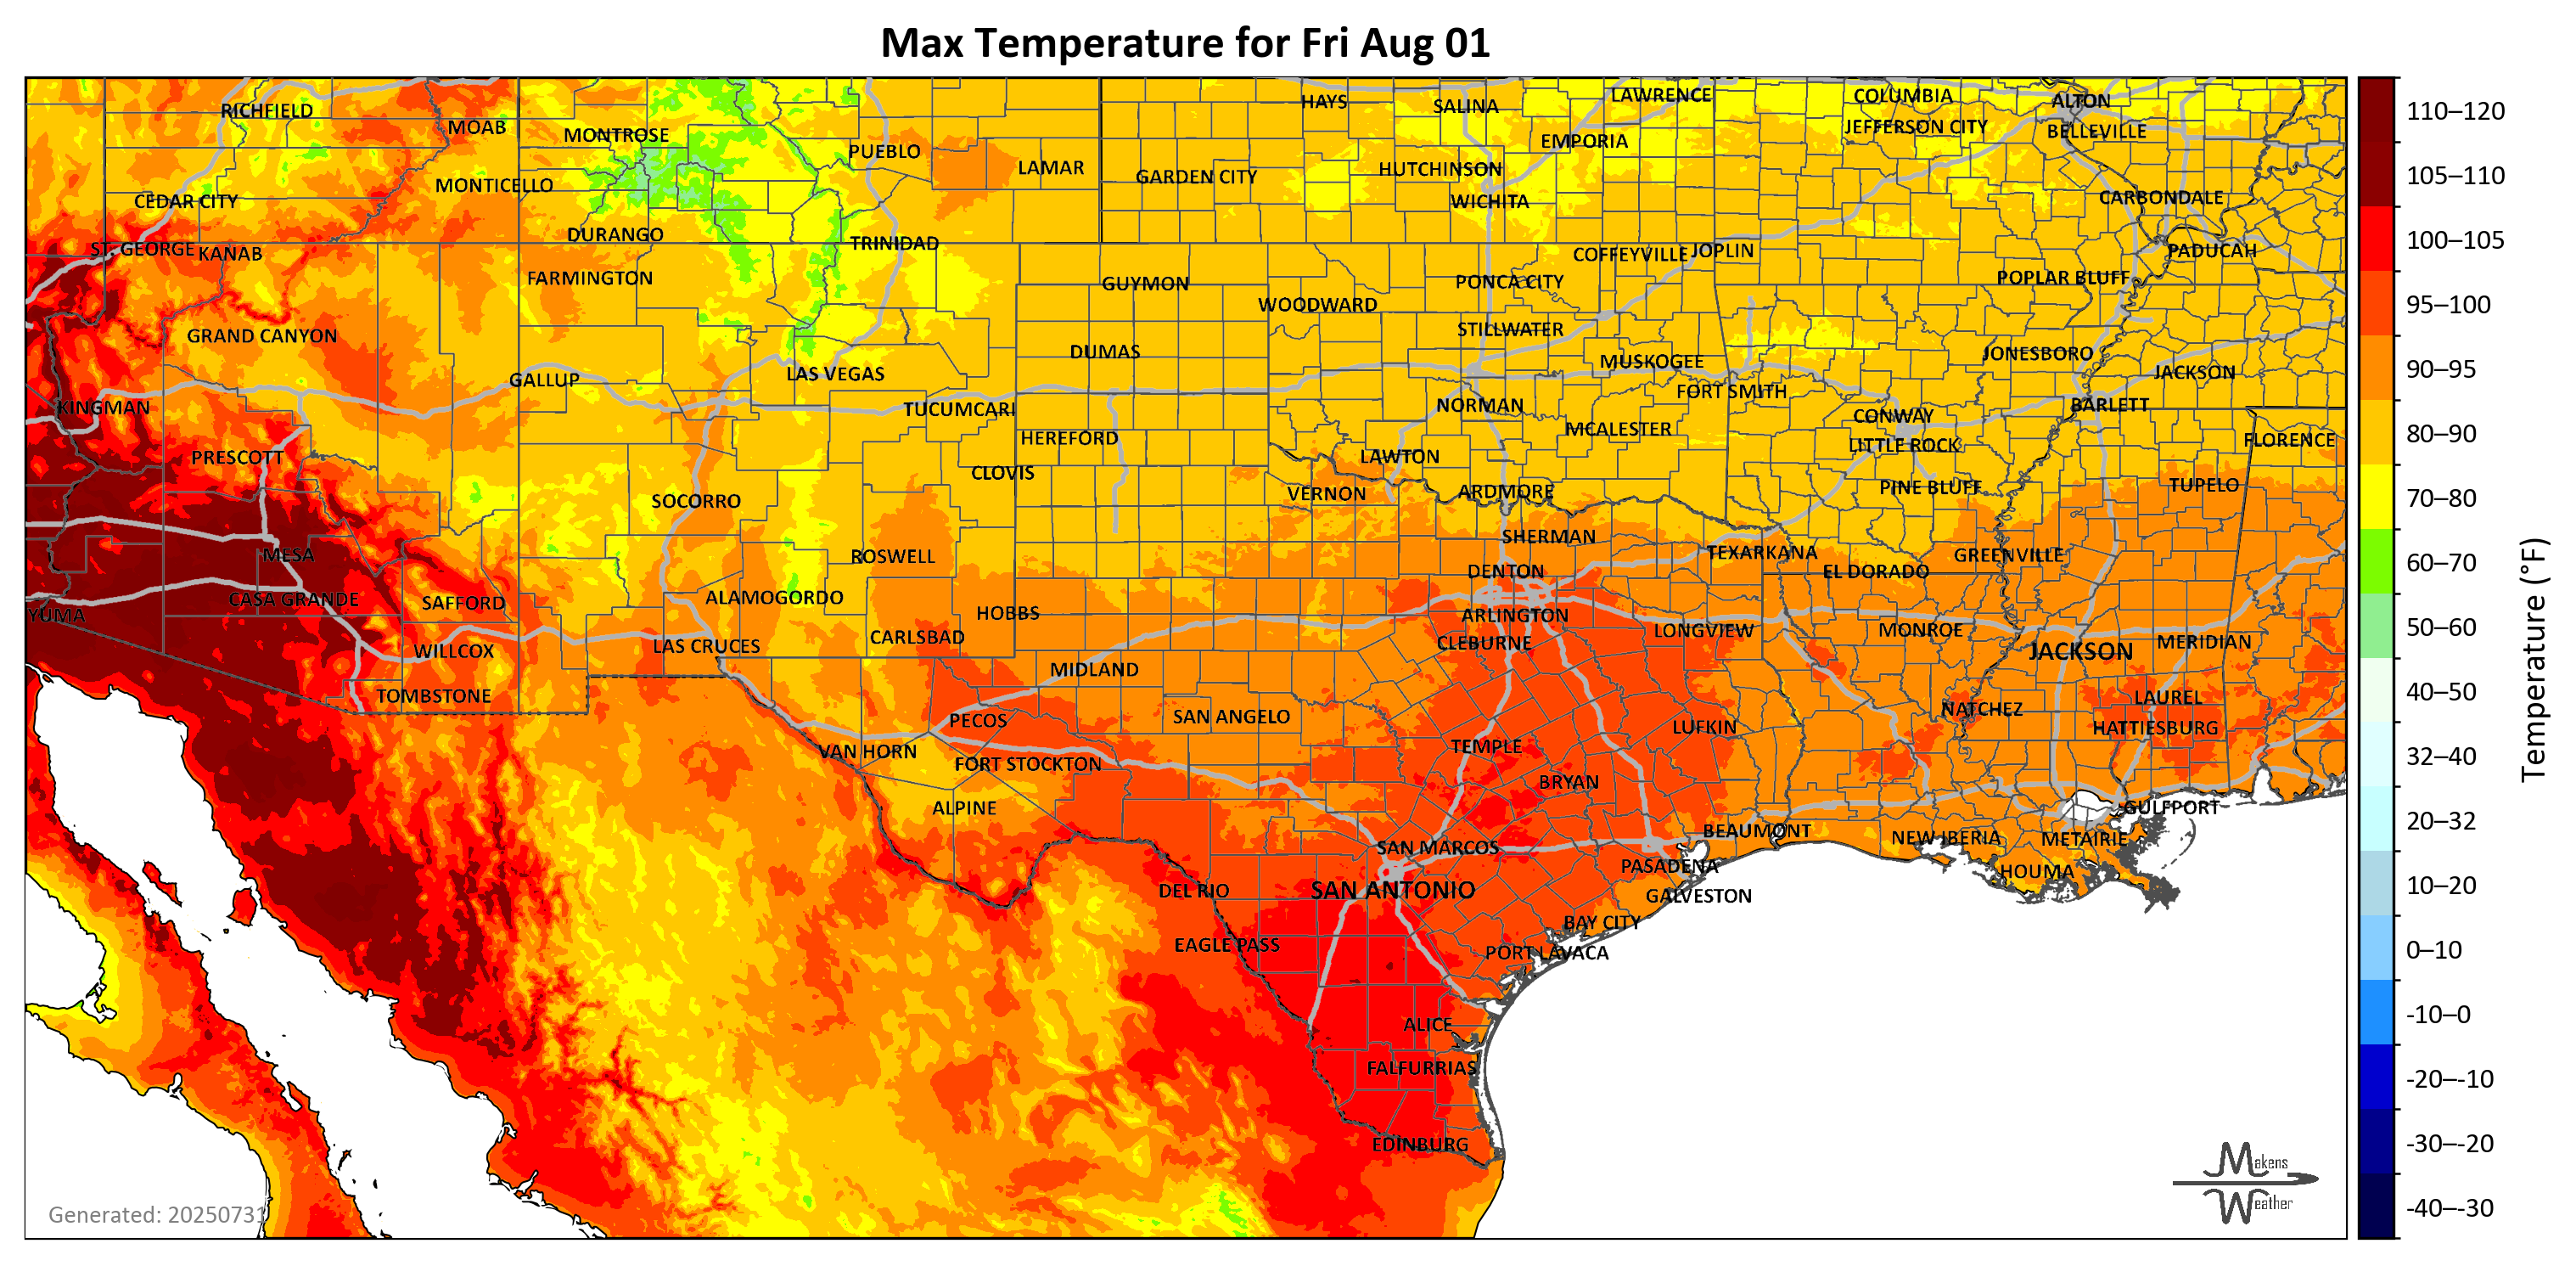 Max Temperature for Fri Aug 01
RICHFIELD
MOAB
MONTROSE
PUEBLO
LAMAR
HAYS
SALINA
LAWRENCE
COLUMBIA
ALTON
EMPORIA
JEFFERSON CITY
BELLEVILLE
MONTICELLO
GARDEN CITY
HUTCHINSON
CEDAR CITY
WICHITA
CARBONDALE
DURANGO
TRINIDAD
ST. GEORGE
KANAB
COFFEYVILLE
JOPLIN
PADUCAH
FARMINGTON
GUYMON
PONCA CITY
POPLAR BLUFF
WOODWARD
GRAND CANYON
STILLWATER
DUMAS
MUSKOGEE
JONESBORO
GALLUP
LAS VEGAS
FORT SMITH
JACKSON
KINGMAN
TUCUMCARI
NORMAN
CONWAY
BARLETT
HEREFORD
MCALESTER
LITTLE ROCK
FLORENCE
PRESCOTT
CLOVIS
LAWTON
SOCORRO
VERNON
ARDMORE
PINE BLUFF
TUPELO
MESA
ROSWELL
SHERMAN
TEXARKANA
GREENVILLE
DENTON
EL DORADO
YUMA
CASA GRANDE
SAFFORD
ALAMOGORDO
HOBBS
ARLINGTON
WILLCOX
LAS CRUCES
CARLSBAD
CLEBURNE
LONGVIEW
MONROE
JACKSON
MERIDIAN
TOMBSTONE
MIDLAND
LAUREL
PECOS
SAN ANGELO
LUFKIN
NATCHEZ
HATTIESBURG
VAN HORN
FORT STOCKTON
TEMPLE
BRYAN
ALPINE
GULFPORT
SAN MARCOS
BEAUMONT
NEW IBERIA
METAIRIE
DEL RIO
SAN ANTONIO
PASADENA
HOUMA
GALVESTON
EAGLE PASS
BAY CITY
PORT LAVACA
ALICE
FALFURRIAS
EDINBURG
Generated: 20250731
Makens
Weather
110–120
105–110
100–105
95–100
90–95
80–90
70–80
60–70
50–60
40–50
32–40
20–32
10–20
0–10
-10–0
-20–-10
-30–-20
-40–-30
Temperature (°F)